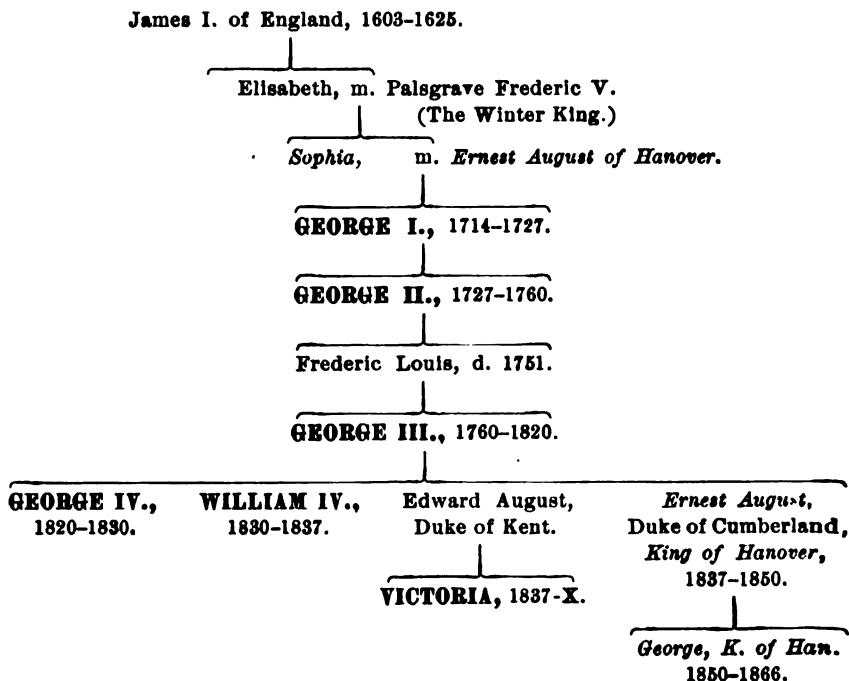 James I. of England, 1603–1625.
Elisabeth, m. Palsgrave Frederic V.
(The Winter King.)
Sophia, m. Ernest August of Hanover.
GEORGE I., 1714–1727.
GEORGE II., 1727–1760.
Frederic Louis, d. 1751.
GEORGE III., 1760–1820.
GEORGE IV., WILLIAM IV., Edward August, Ernest August,
1820–1830. 1830–1837. Duke of Kent. Duke of Cumberland,
King of Hanover,
1837–1850.
VICTORIA, 1837-X.
George, K. of Han.
1850–1866.